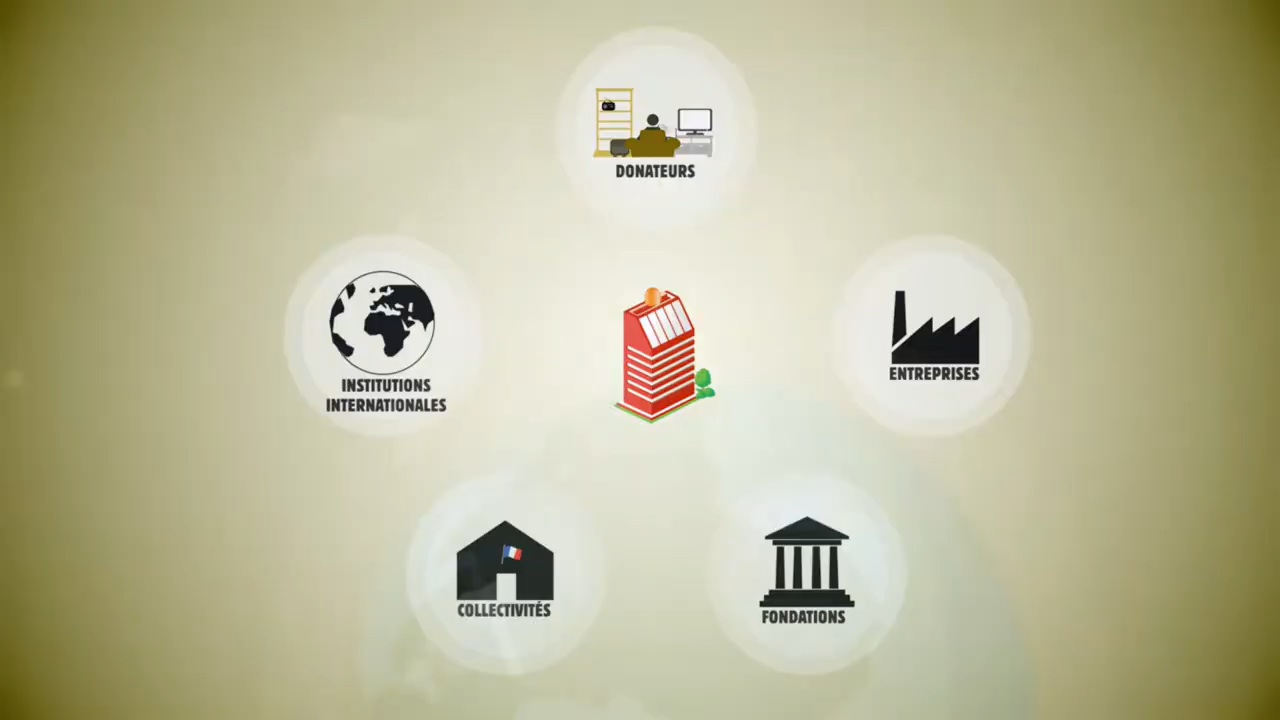 DONATEURS
INSTITUTIONS
INTERNATIONALES
ENTREPRISES
COLLECTIVITÉS
FONDATIONS